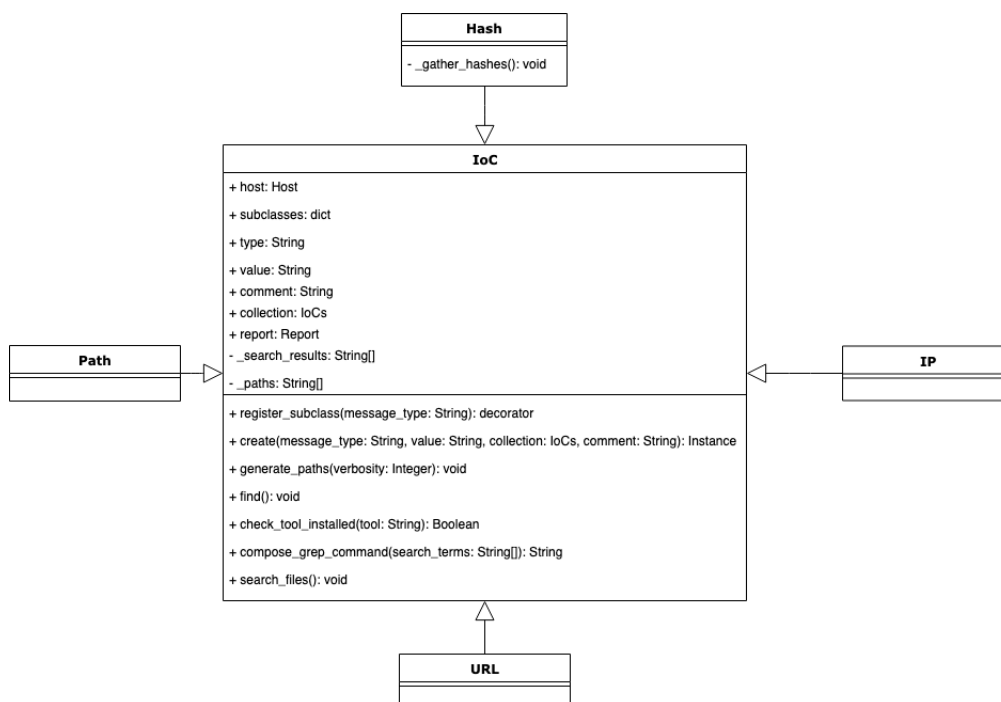 Hash
- _gather_hashes(): void
IoC
+ host: Host
+ subclasses: dict
+ type: String
+ value: String
+ comment: String
+ collection: IoCs
+ report: Report
- _search_results: String[]
- _paths: String[]
+ register_subclass(message_type: String): decorator
+ create(message_type: String, value: String, collection: IoCs, comment: String): Instance
+ generate_paths(verbosity: Integer): void
+ find(): void
+ check_tool_installed(tool: String): Boolean
+ compose_grep_command(search_terms: String[]): String
+ search_files(): void
Path
IP
URL